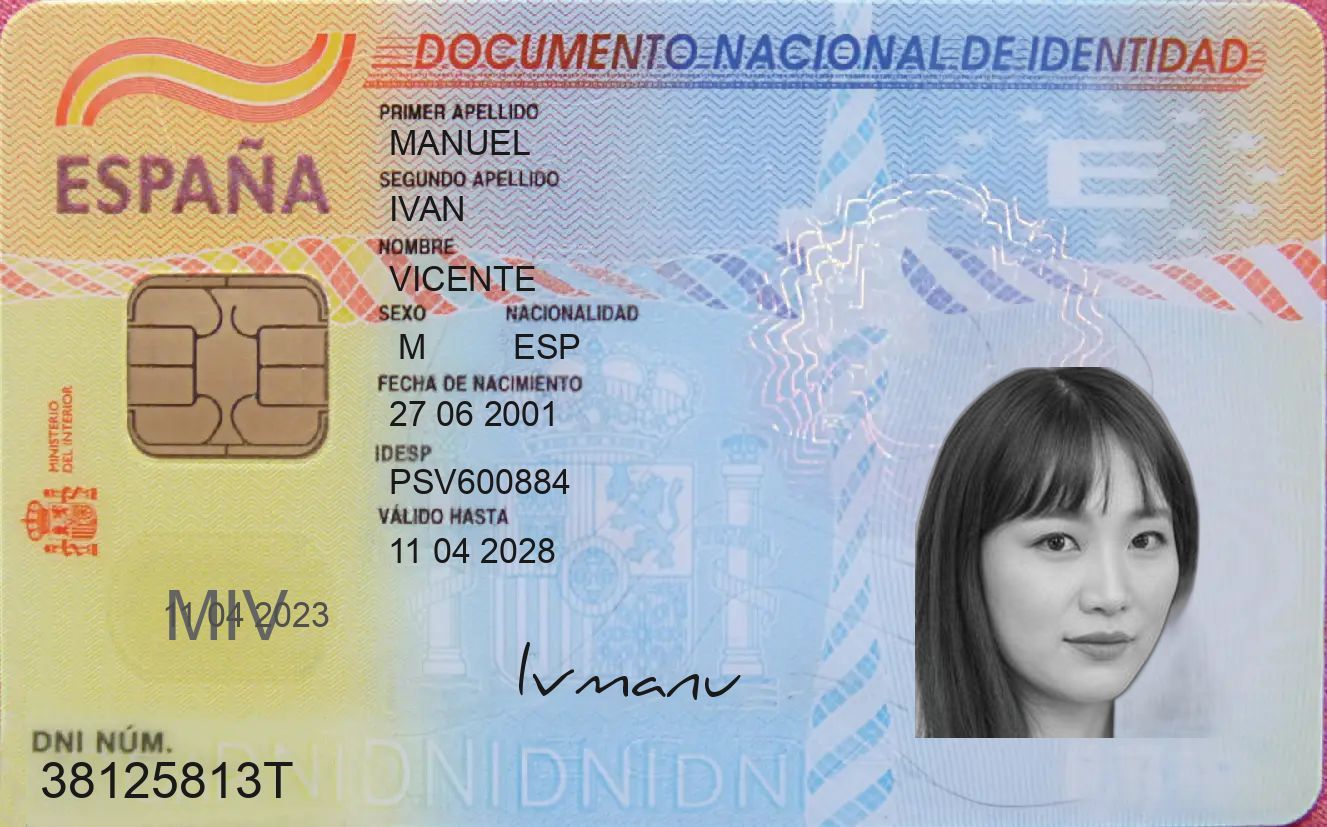 DOCUMENTO NACIONAL DE IDENTIDAD
ESPAÑA
E
PRIMER APELLIDO
MANUEL
SEGUNDO APELLIDO
IVAN
NOMBRE
VICENTE
SEXO NACIONALIDAD
M ESP
FECHA DE NACIMIENTO
27 06 2001
IDESP
PSV600884
VÁLIDO HASTA
11 04 2028
MINISTERIO
DEL INTERIOR
11 04 2023
MIV
Ivmanu
DNI NÚM.
38125813T
DNIDNIDNIDNI